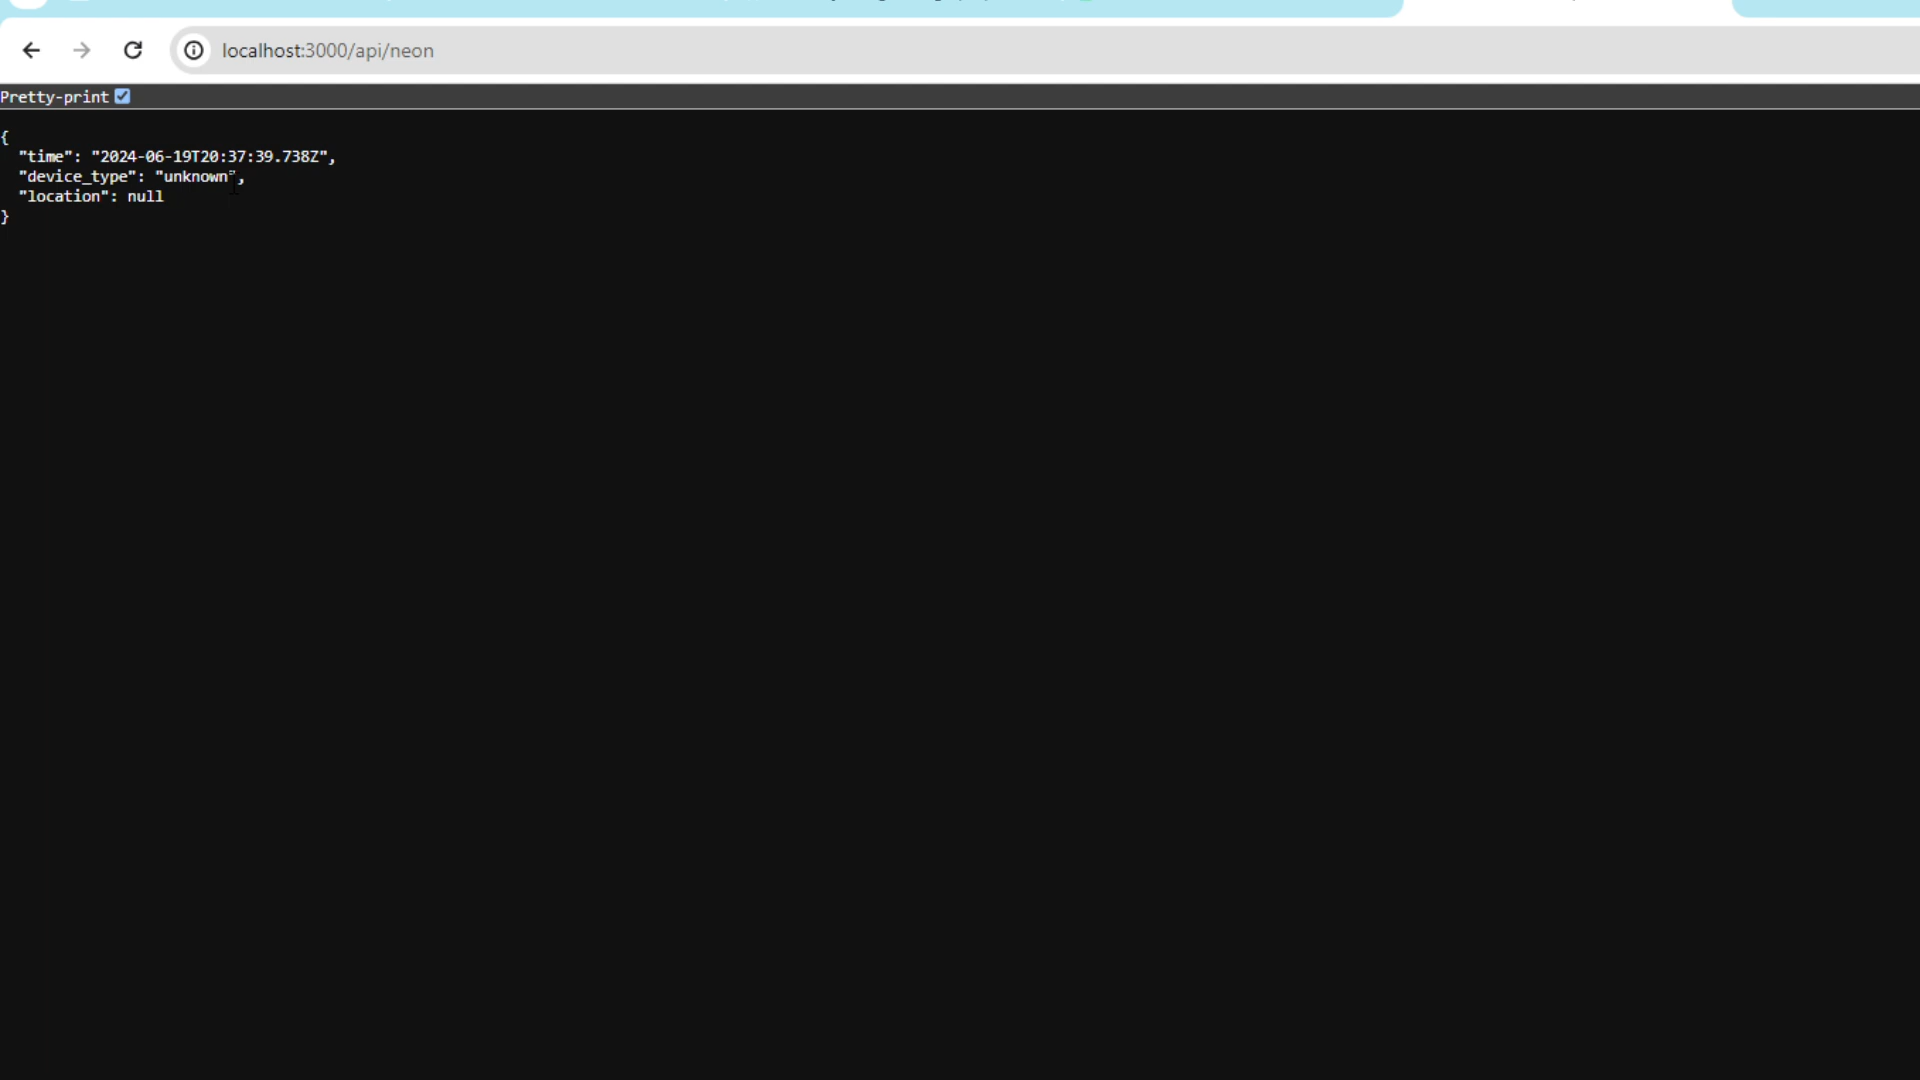 localhost:3000/api/neon
Pretty-print
{
"time": "2024-06-19T20:37:39.738Z",
"device_type": "unknown",
"location": null
}